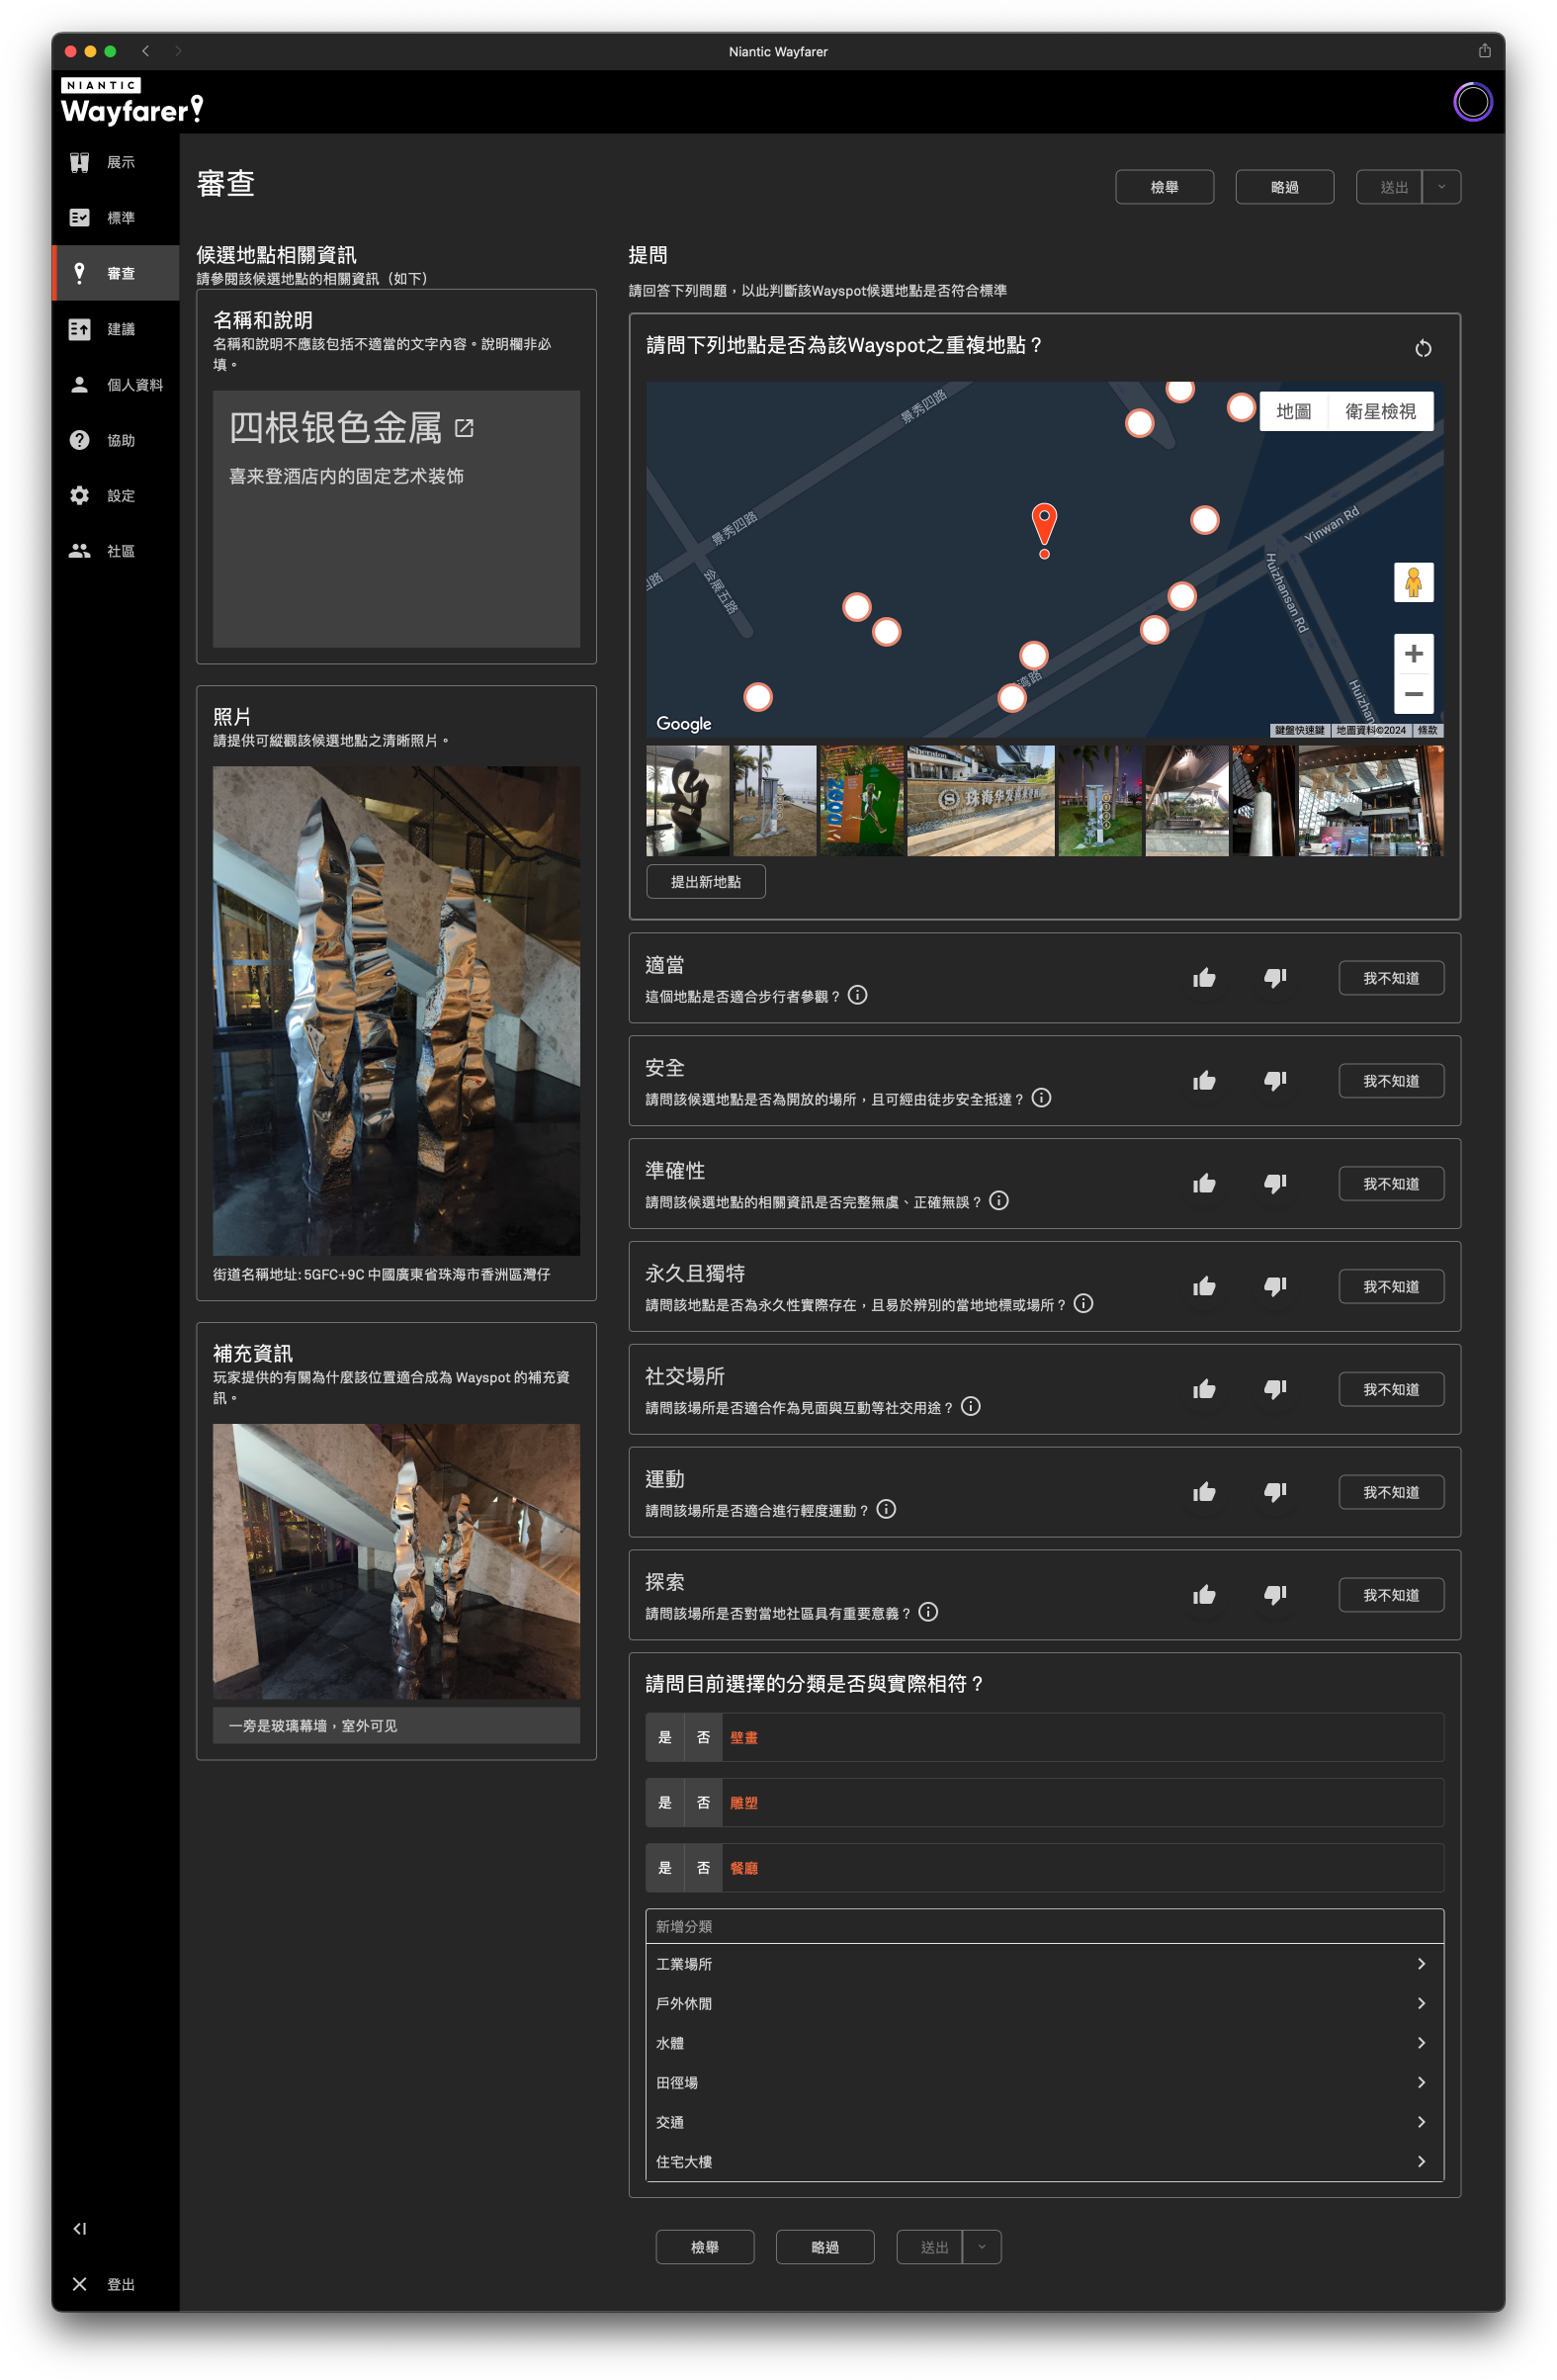 Niantic Wayfarer
NIANTIC
Wayfarer
展示
標準
審查
建議
個人資料
協助
設定
社區
登出
審查
檢舉
略過
送出
候選地點相關資訊
請參閱該候選地點的相關資訊（如下）
名稱和說明
名稱和說明不應該包括不適當的文字內容。說明欄非必
填。
四根银色金属
喜来登酒店内的固定艺术装饰
照片
請提供可縱觀該候選地點之清晰照片。
街道名稱地址: 5GFC+9C 中國廣東省珠海市香洲區灣仔
補充資訊
玩家提供的有關為什麼該位置適合成為 Wayspot 的補充資
訊。
一旁是玻璃幕墙，室外可见
提問
請回答下列問題，以此判斷該Wayspot候選地點是否符合標準
請問下列地點是否為該Wayspot之重複地點？
景秀四路
景秀四路
会展五路
Yinwan Rd
Huizhansan Rd
Huizhan
湾路
地圖
衛星檢視
Google
鍵盤快速鍵
地圖資料©2024
條款
2000
Sheraton
珠海华发
提出新地點
適當
這個地點是否適合步行者參觀？
我不知道
安全
請問該候選地點是否為開放的場所，且可經由徒步安全抵達？
我不知道
準確性
請問該候選地點的相關資訊是否完整無虞、正確無誤？
我不知道
永久且獨特
請問該地點是否為永久性實際存在，且易於辨別的當地地標或場所？
我不知道
社交場所
請問該場所是否適合作為見面與互動等社交用途？
我不知道
運動
請問該場所是否適合進行輕度運動？
我不知道
探索
請問該場所是否對當地社區具有重要意義？
我不知道
請問目前選擇的分類是否與實際相符？
是 否 壁畫
是 否 雕塑
是 否 餐廳
新增分類
工業場所
戶外休閒
水體
田徑場
交通
住宅大樓
檢舉
略過
送出